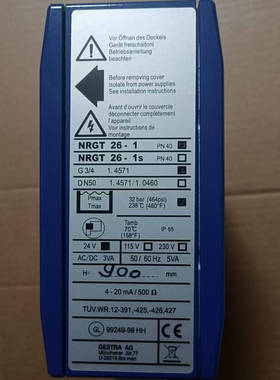 Vor Öffnen des Deckels
Gerät freischalten!
Betriebsanleitung
beachten
Before removing cover
isolate from power supplies
See installation instructions
Avant d'ouvrir le couvercle
déconnecter complètement
l'appareil
NRGT 26 - 1 PN 40
NRGT 26 - 1s PN 40
G 3/4 1. 4571
DN50 1. 4571/1.0460
Pmax 32 bar (464psi)
Tmax 238°C (460°F)
Tamb
70°C
(158°F)
IP 65
24 V 115 V 230 V
AC/DC 3VA 50 / 60 Hz 5VA
H= 900 mm
4 - 20 mA / 500 Ω
TÜV.WR.12-391,-425,-426,427
GL 99249-96 HH
GESTRA AG
Münchener Str.77
D-28215 Bremen